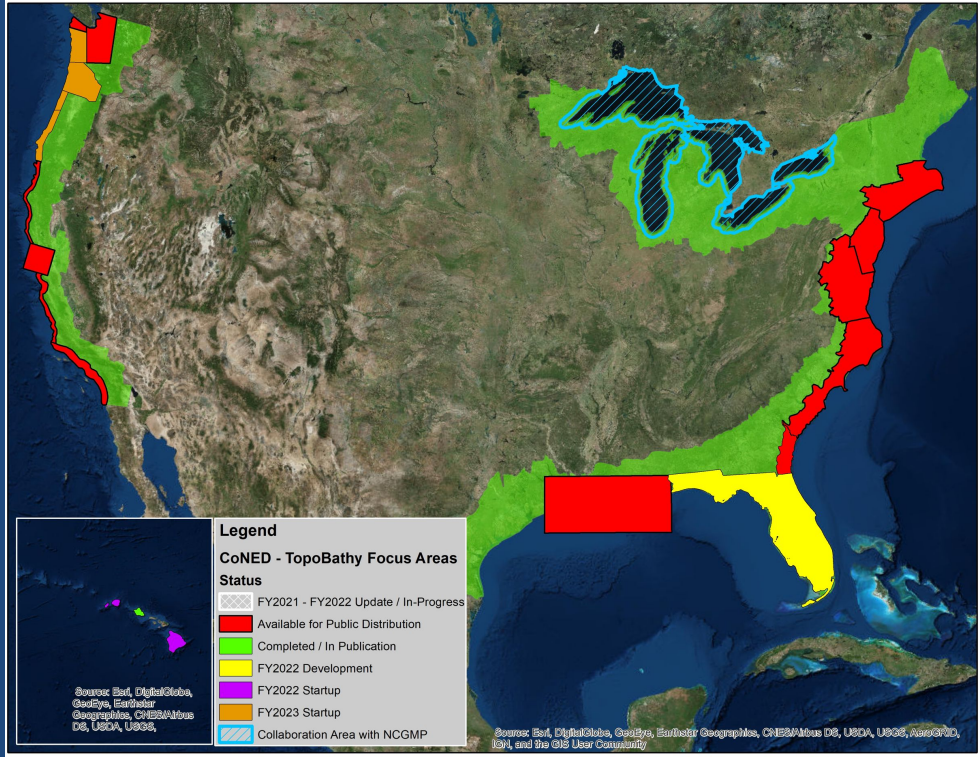 Legend
CoNED - TopoBathy Focus Areas
Status
FY2021 - FY2022 Update / In-Progress
Available for Public Distribution
Completed / In Publication
FY2022 Development
FY2022 Startup
FY2023 Startup
Collaboration Area with NCGMP
Source: Esri, DigitalGlobe,
GeoEye, Earthstar
Geographics, CNES/Airbus
DS, USDA, USGS,
Source: Esri, DigitalGlobe, GeoEye, Earthstar Geographics, CNES/Airbus DS, USDA, USGS, AeroGRID,
IGN, and the GIS User Community